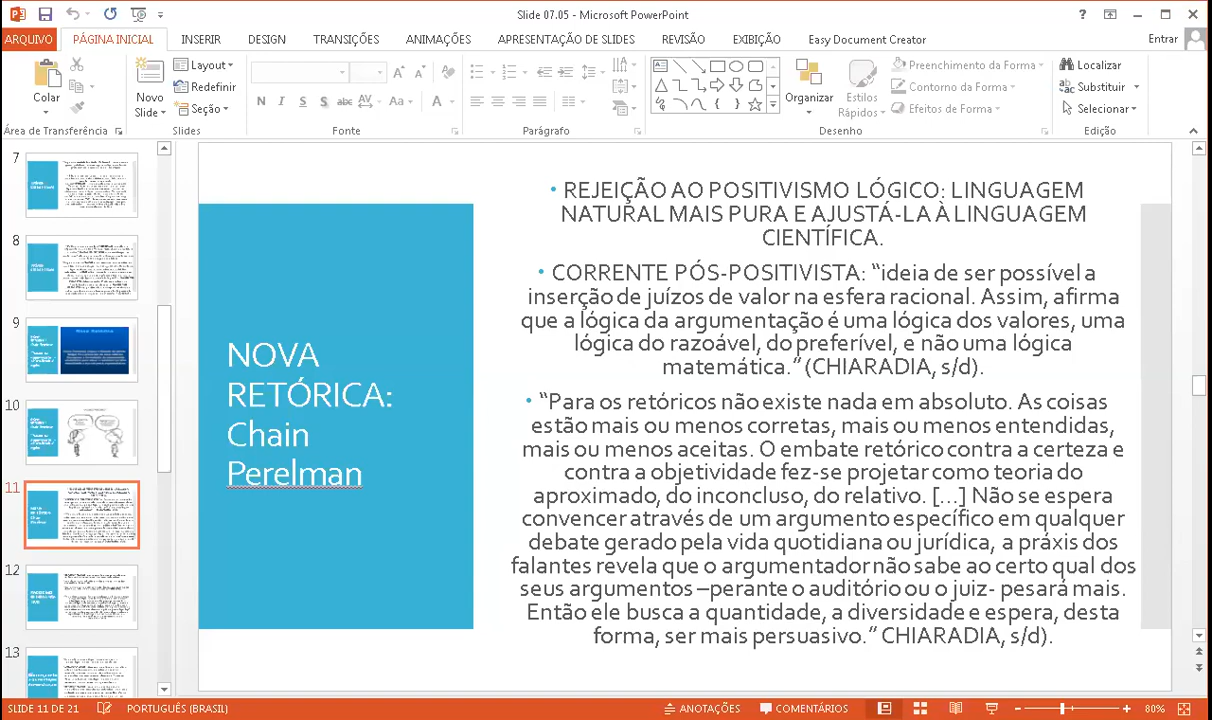 Slide 07.05 - Microsoft PowerPoint
ARQUIVO PÁGINA INICIAL INSERIR DESIGN TRANSIÇÕES ANIMAÇÕES APRESENTAÇÃO DE SLIDES REVISÃO EXIBIÇÃO Easy Document Creator Entrar
Colar
Novo
Slide
Layout
Redefinir
Seção
Organizar
Estilos
Rápidos
Preenchimento da Forma
Contorno da Forma
Efeitos de Forma
Localizar
Substituir
Selecionar
Área de Transferência Slides Fonte Parágrafo Desenho Edição
7
8
9
10
11
12
13
NOVA
RETÓRICA:
Chain
Perelman
• REJEIÇÃO AO POSITIVISMO LÓGICO: LINGUAGEM
NATURAL MAIS PURA E AJUSTÁ-LA À LINGUAGEM
CIENTÍFICA.
• CORRENTE PÓS-POSITIVISTA: “ideia de ser possível a
inserção de juízos de valor na esfera racional. Assim, afirma
que a lógica da argumentação é uma lógica dos valores, uma
lógica do razoável, do preferível, e não uma lógica
matemática.” (CHIARADIA, s/d).
• “Para os retóricos não existe nada em absoluto. As coisas
estão mais ou menos corretas, mais ou menos entendidas,
mais ou menos aceitas. O embate retórico contra a certeza e
contra a objetividade fez-se projetar como teoria do
aproximado, do inconcluso, do relativo. [...] Não se espera
convencer através de um argumento específico em qualquer
debate gerado pela vida quotidiana ou jurídica, a práxis dos
falantes revela que o argumentador não sabe ao certo qual dos
seus argumentos –perante o auditório ou o juiz- pesará mais.
Então ele busca a quantidade, a diversidade e espera, desta
forma, ser mais persuasivo.” CHIARADIA, s/d).
SLIDE 11 DE 21 PORTUGUÊS (BRASIL) ANOTAÇÕES COMENTÁRIOS 80%